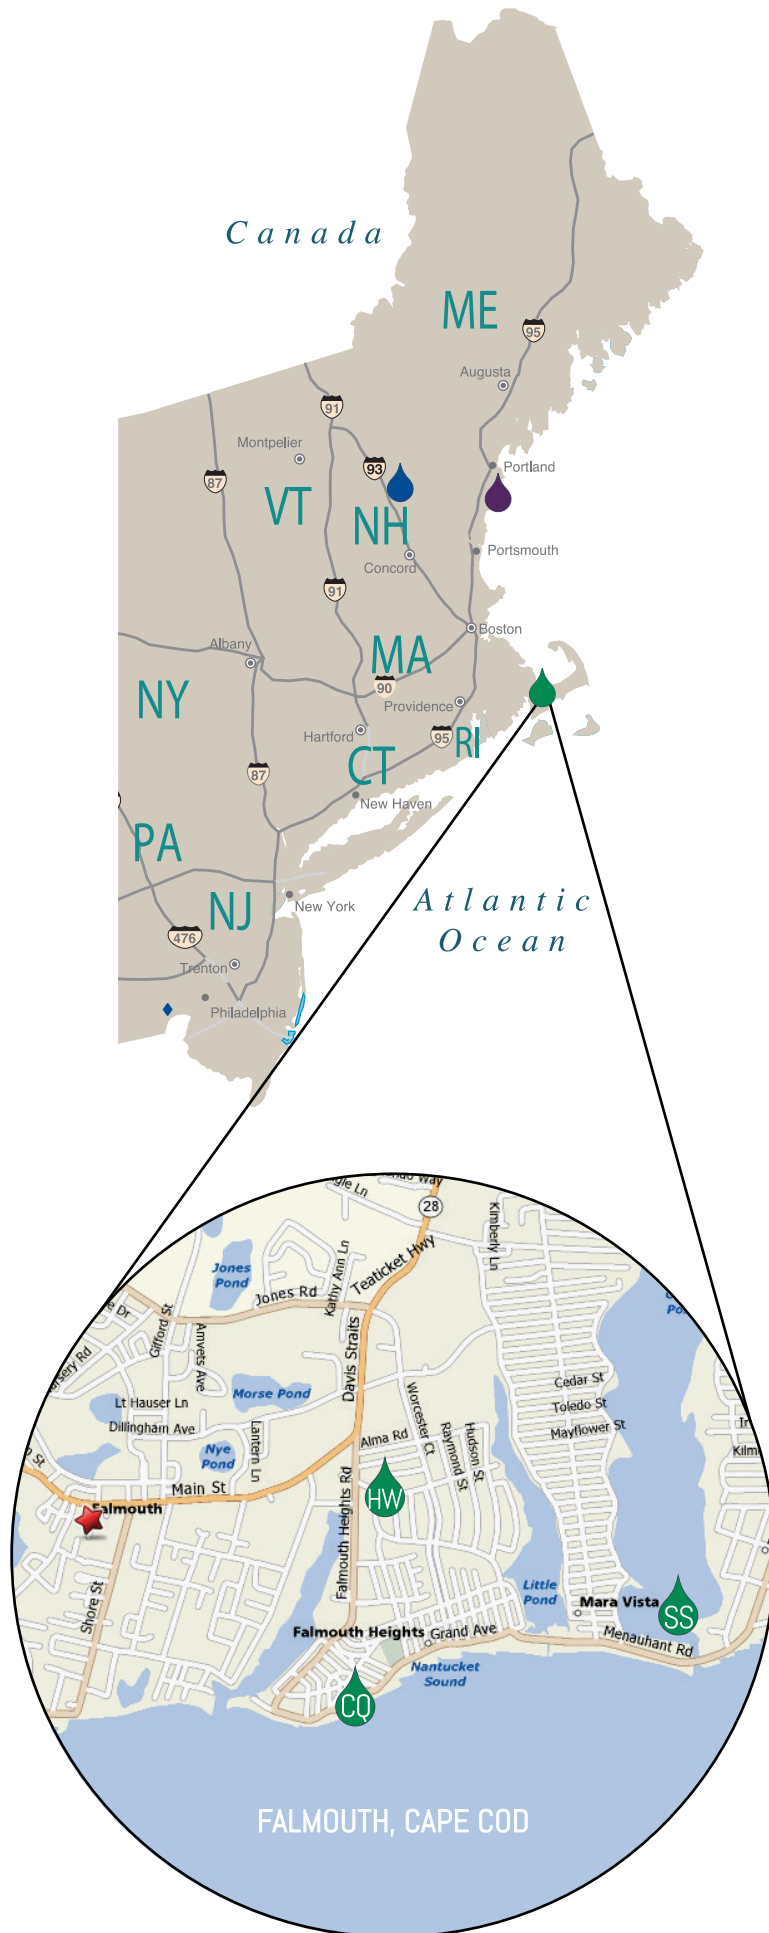 Canada
ME
95
Augusta
91
Montpelier
93
87
Portland
VT
NH
Portsmouth
Concord
91
Boston
Albany
MA
90
NY
Providence
Hartford
95
RI
CT
87
New Haven
PA
Atlantic
Ocean
NJ
New York
476
Trenton
Philadelphia
Way
Ln
28
Kimberly Ln
Jones
Pond
Kathy Ann Ln
Teaticket Hwy
Jones Rd
Dr
Gifford St
Amvets Ave
Davis Straits
Rd
Morse Pond
Cedar St
Lt Hauser Ln
Worcester Ct
Toledo St
Dillingham Ave
Lantern Ln
Raymond St
Hudson St
Mayflower St
Alma Rd
Nye
Pond
St
Main St
HW
Falmouth
Falmouth Heights Rd
Shore St
Little
Pond
Mara Vista
SS
Falmouth Heights
Grand Ave
Menauhant Rd
Nantucket
Sound
CQ
FALMOUTH, CAPE COD